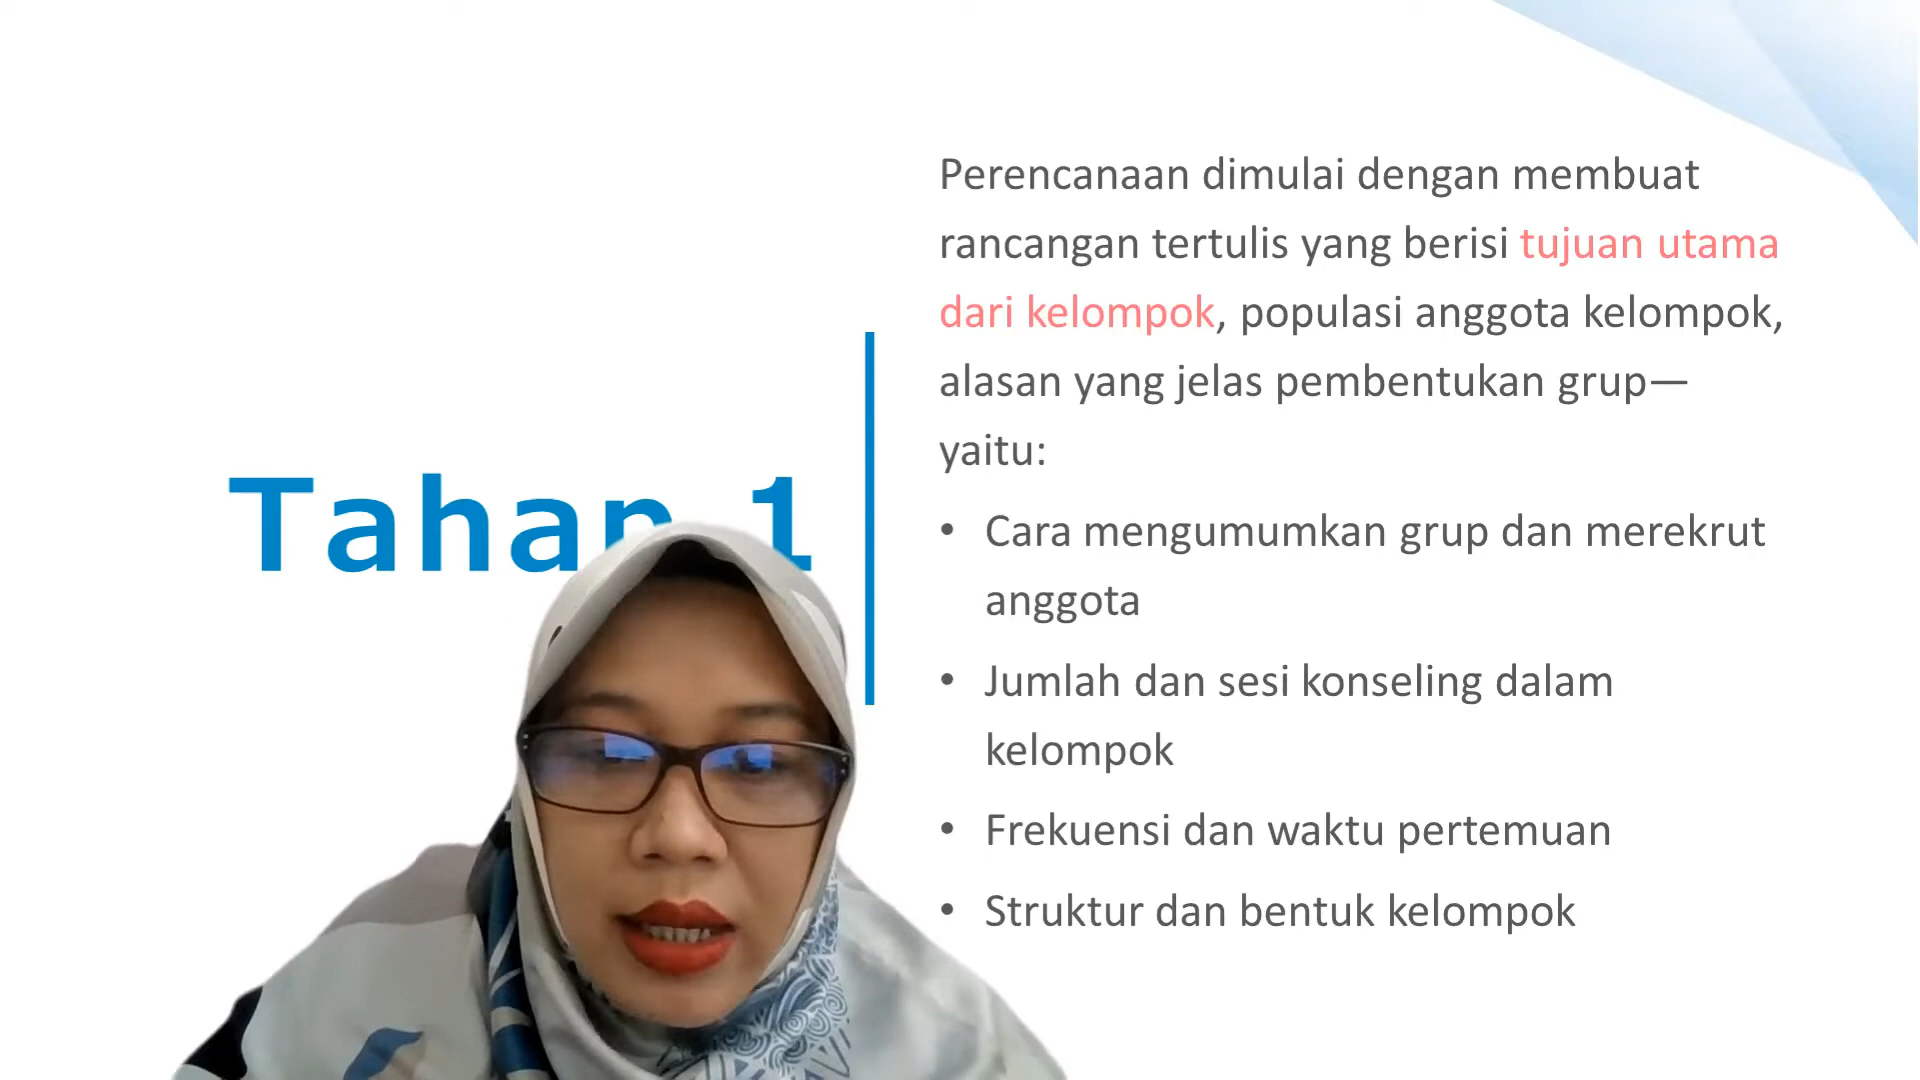 Tahap 1
Perencanaan dimulai dengan membuat
rancangan tertulis yang berisi tujuan utama
dari kelompok, populasi anggota kelompok,
alasan yang jelas pembentukan grup—
yaitu:
• Cara mengumumkan grup dan merekrut
anggota
• Jumlah dan sesi konseling dalam
kelompok
• Frekuensi dan waktu pertemuan
• Struktur dan bentuk kelompok